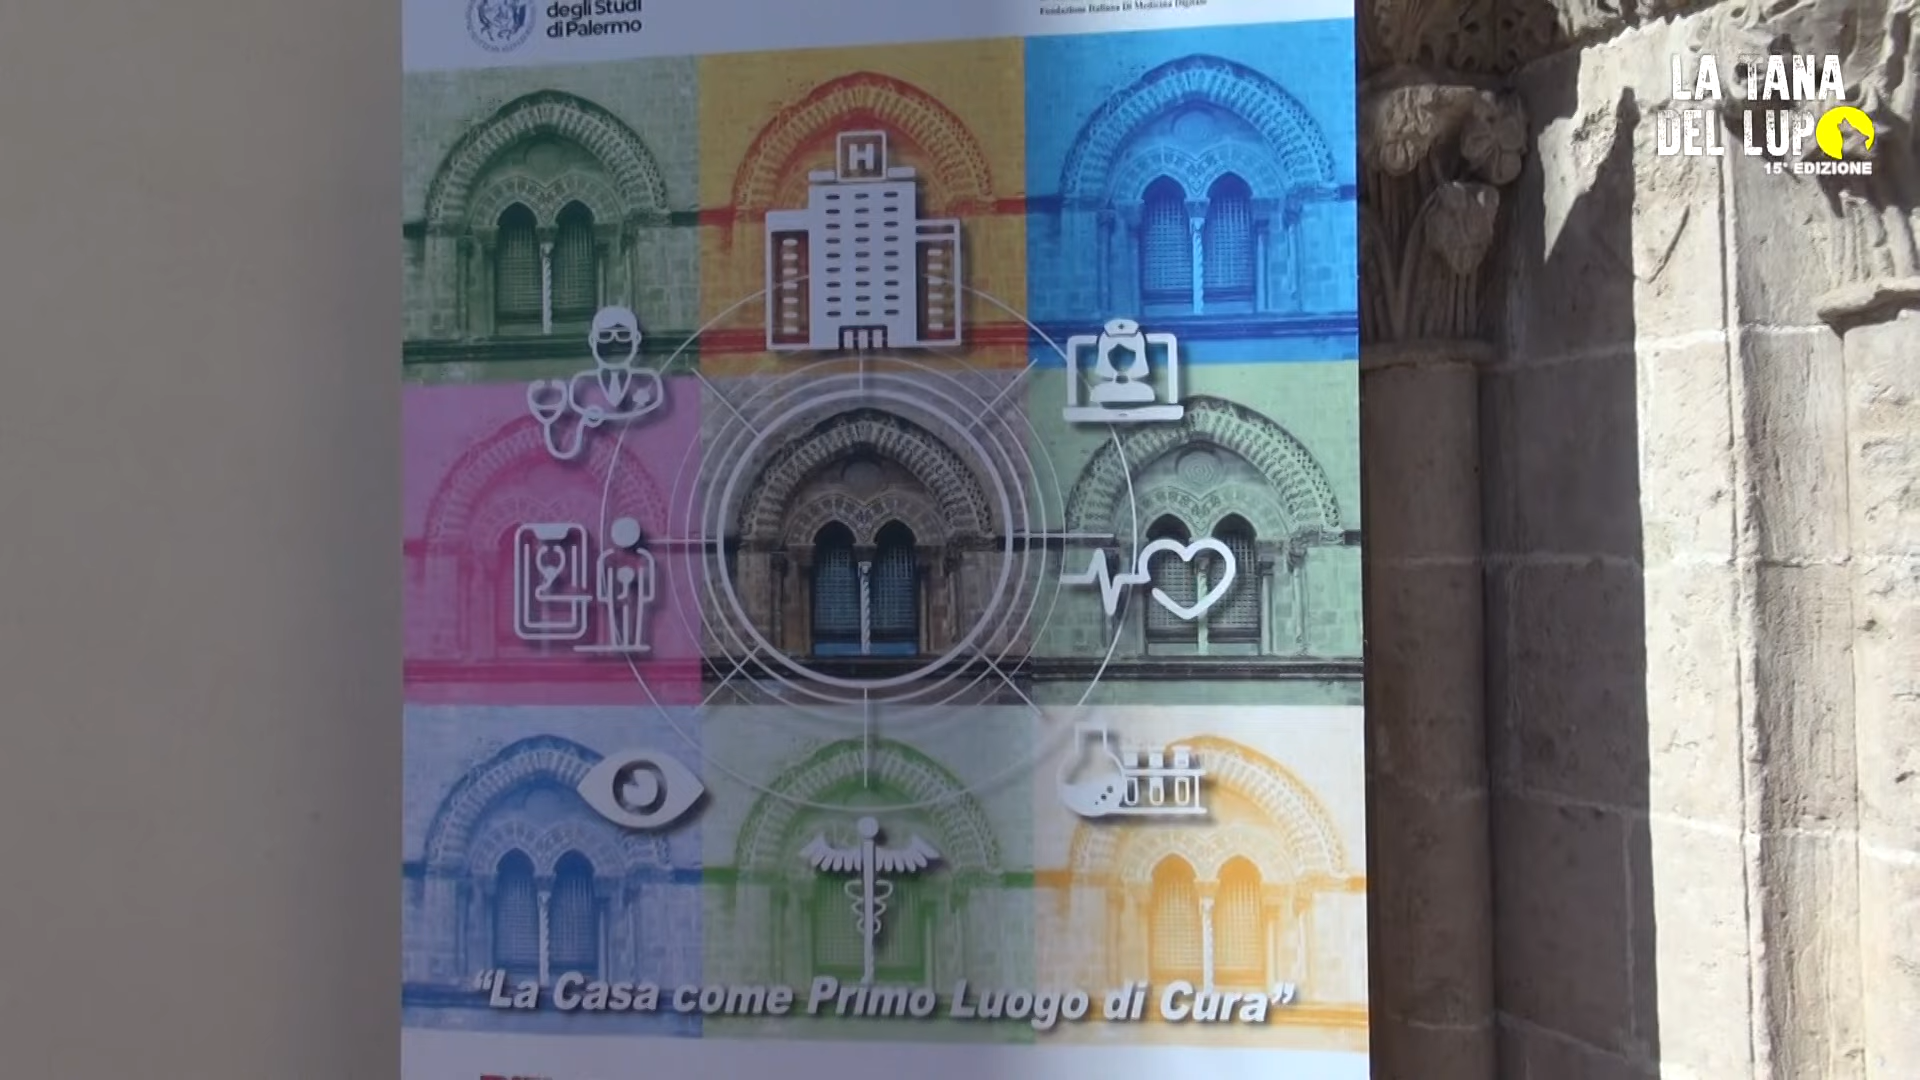 degli Studi
di Palermo
Fondazione Italiana Di Medicina Digitale
LA TANA
DEL LUPO
15ª EDIZIONE
H
"La Casa come Primo Luogo di Cura"